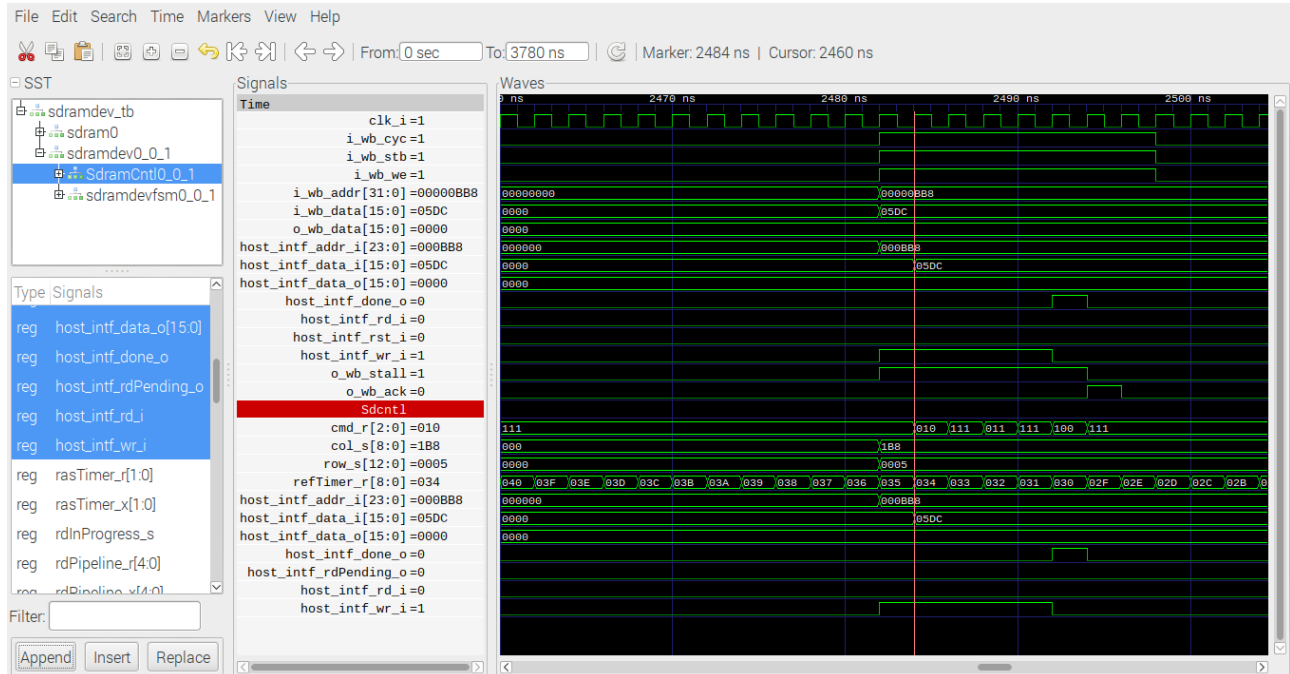 File Edit Search Time Markers View Help
From: 0 sec To: 3780 ns Marker: 2484 ns | Cursor: 2460 ns
SST
sdramdev_tb
sdram0
sdramdev0_0_1
SdramCntl0_0_1
sdramdevfsm0_0_1
Type Signals
reg host_intf_data_o[15:0]
reg host_intf_done_o
reg host_intf_rdPending_o
reg host_intf_rd_i
reg host_intf_wr_i
reg rasTimer_r[1:0]
reg rasTimer_x[1:0]
reg rdInProgress_s
reg rdPipeline_r[4:0]
reg rdPipeline_x[4:0]
Filter:
Append Insert Replace
Signals
Time
clk_i=1
i_wb_cyc=1
i_wb_stb=1
i_wb_we=1
i_wb_addr[31:0]=00000BB8
i_wb_data[15:0]=05DC
o_wb_data[15:0]=0000
host_intf_addr_i[23:0]=000BB8
host_intf_data_i[15:0]=05DC
host_intf_data_o[15:0]=0000
host_intf_done_o=0
host_intf_rd_i=0
host_intf_rst_i=0
host_intf_wr_i=1
o_wb_stall=1
o_wb_ack=0
Sdcntl
cmd_r[2:0]=010
col_s[8:0]=1B8
row_s[12:0]=0005
refTimer_r[8:0]=034
host_intf_addr_i[23:0]=000BB8
host_intf_data_i[15:0]=05DC
host_intf_data_o[15:0]=0000
host_intf_done_o=0
host_intf_rdPending_o=0
host_intf_rd_i=0
host_intf_wr_i=1
Waves
ns 2470 ns 2480 ns 2490 ns 2500 ns
00000000 00000BB8
0000 05DC
0000
000000 000BB8
0000 05DC
0000
111 010 111 011 111 100 111
000 1B8
0000 0005
040 03F 03E 03D 03C 03B 03A 039 038 037 036 035 034 033 032 031 030 02F 02E 02D 02C 02B 0
000000 000BB8
0000 05DC
0000